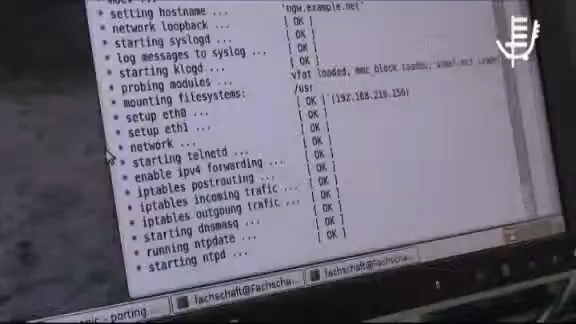 * setting hostname ... 'ngw.example.net'
* network loopback ... [ OK ]
* starting syslogd ... [ OK ]
* log messages to syslog ... [ OK ]
* starting klogd ... [ OK ]
* probing modules ... vfat loaded, mmc_block loaded,
* mounting filesystems: /usr
* setup eth0 ... [ OK ] (192.168.219.150)
* setup eth1 ... [ OK ]
* network ... [ OK ]
* starting telnetd ... [ OK ]
* enable ipv4 forwarding ... [ OK ]
* iptables postrouting ... [ OK ]
* iptables incoming trafic ... [ OK ]
* iptables outgoung trafic ... [ OK ]
* starting dnsmasq ... [ OK ]
* running ntpdate ... [ OK ]
* starting ntpd ... [ OK ]
- porting ... fachschaft@Fachscha... fachschaft@Fachscha...